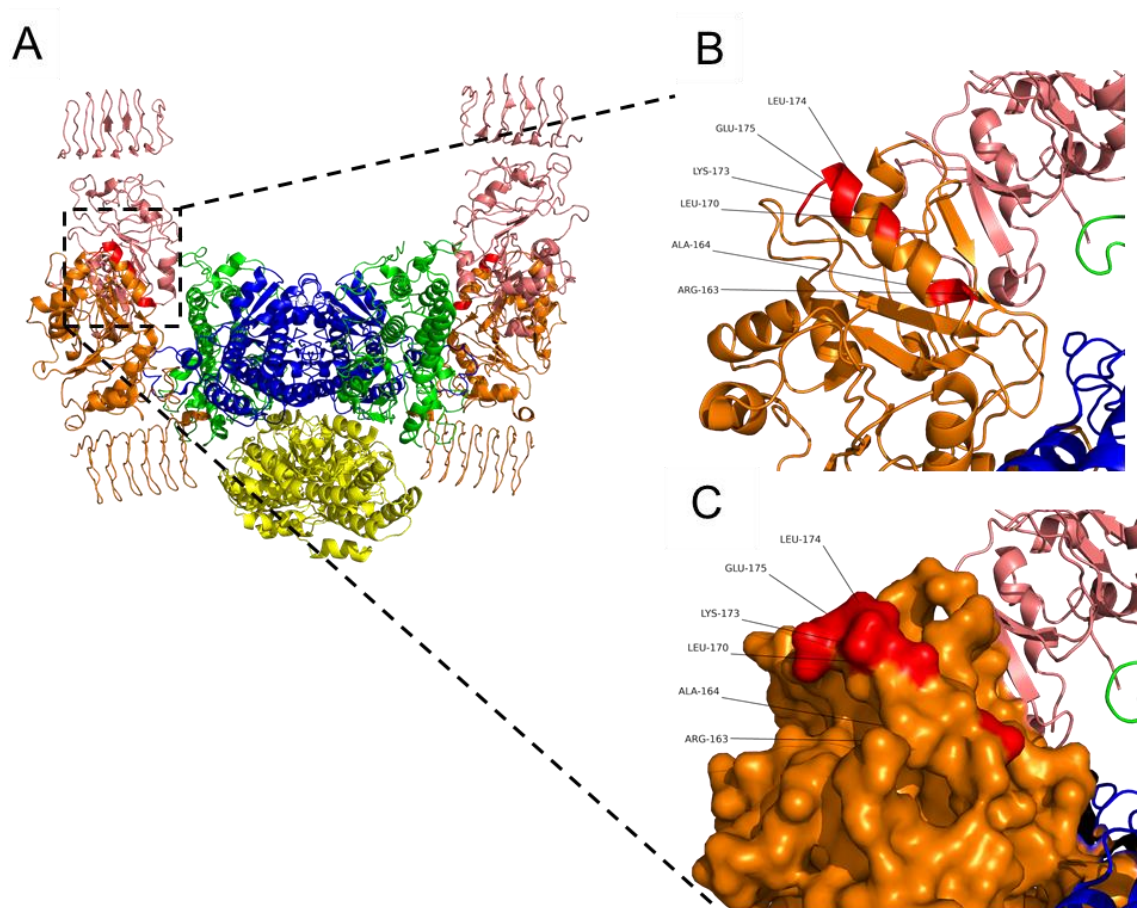 A
B
LEU-174
GLU-175
LYS-173
LEU-170
ALA-164
ARG-163
C
LEU-174
GLU-175
LYS-173
LEU-170
ALA-164
ARG-163